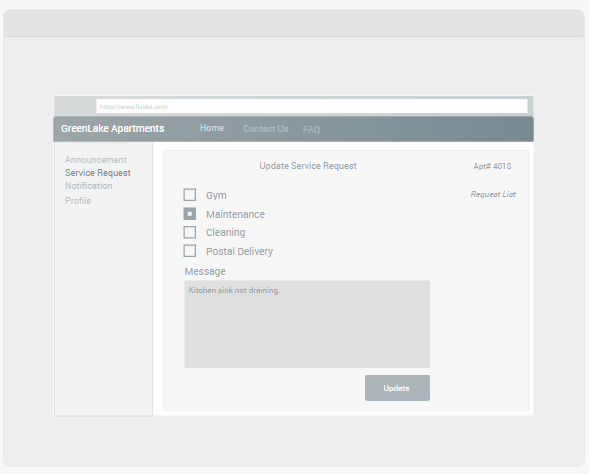 https://www.fluidui.com/
GreenLake Apartments Home Contact Us FAQ
Announcement
Service Request
Notification
Profile
Update Service Request Apt# 401S
Request List
Gym
Maintenance
Cleaning
Postal Delivery
Message
Kitchen sink not draining.
Update